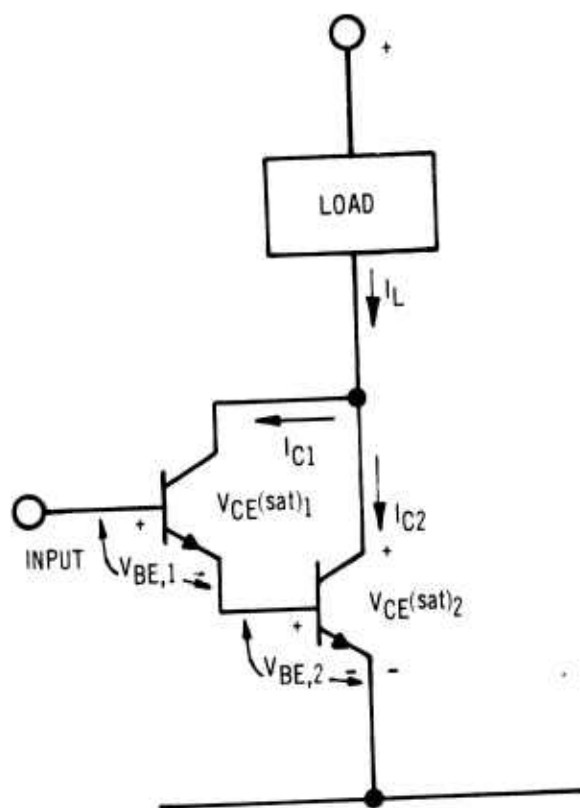 +
LOAD
I_L
I_C1
V_CE(sat)_1
I_C2
+
+
INPUT
V_BE,1
-
V_CE(sat)_2
+
V_BE,2
-
-